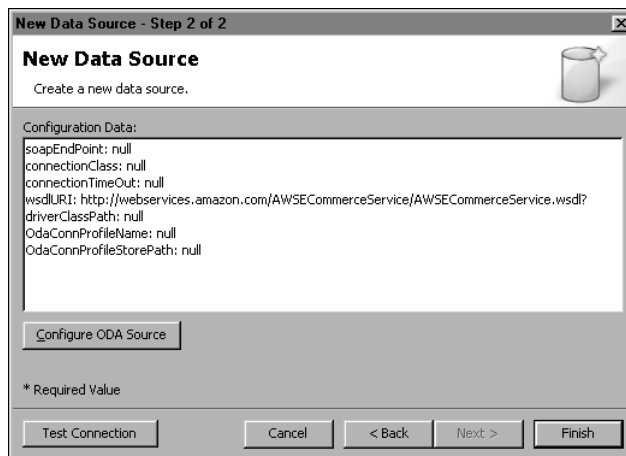 New Data Source - Step 2 of 2
New Data Source
Create a new data source.
Configuration Data:
soapEndPoint: null
connectionClass: null
connectionTimeOut: null
wsdlURI: http://webservices.amazon.com/AWSECommerceService/AWSECommerceService.wsdl?
driverClassPath: null
OdaConnProfileName: null
OdaConnProfileStorePath: null
Configure ODA Source
* Required Value
Test Connection
Cancel
< Back
Next >
Finish